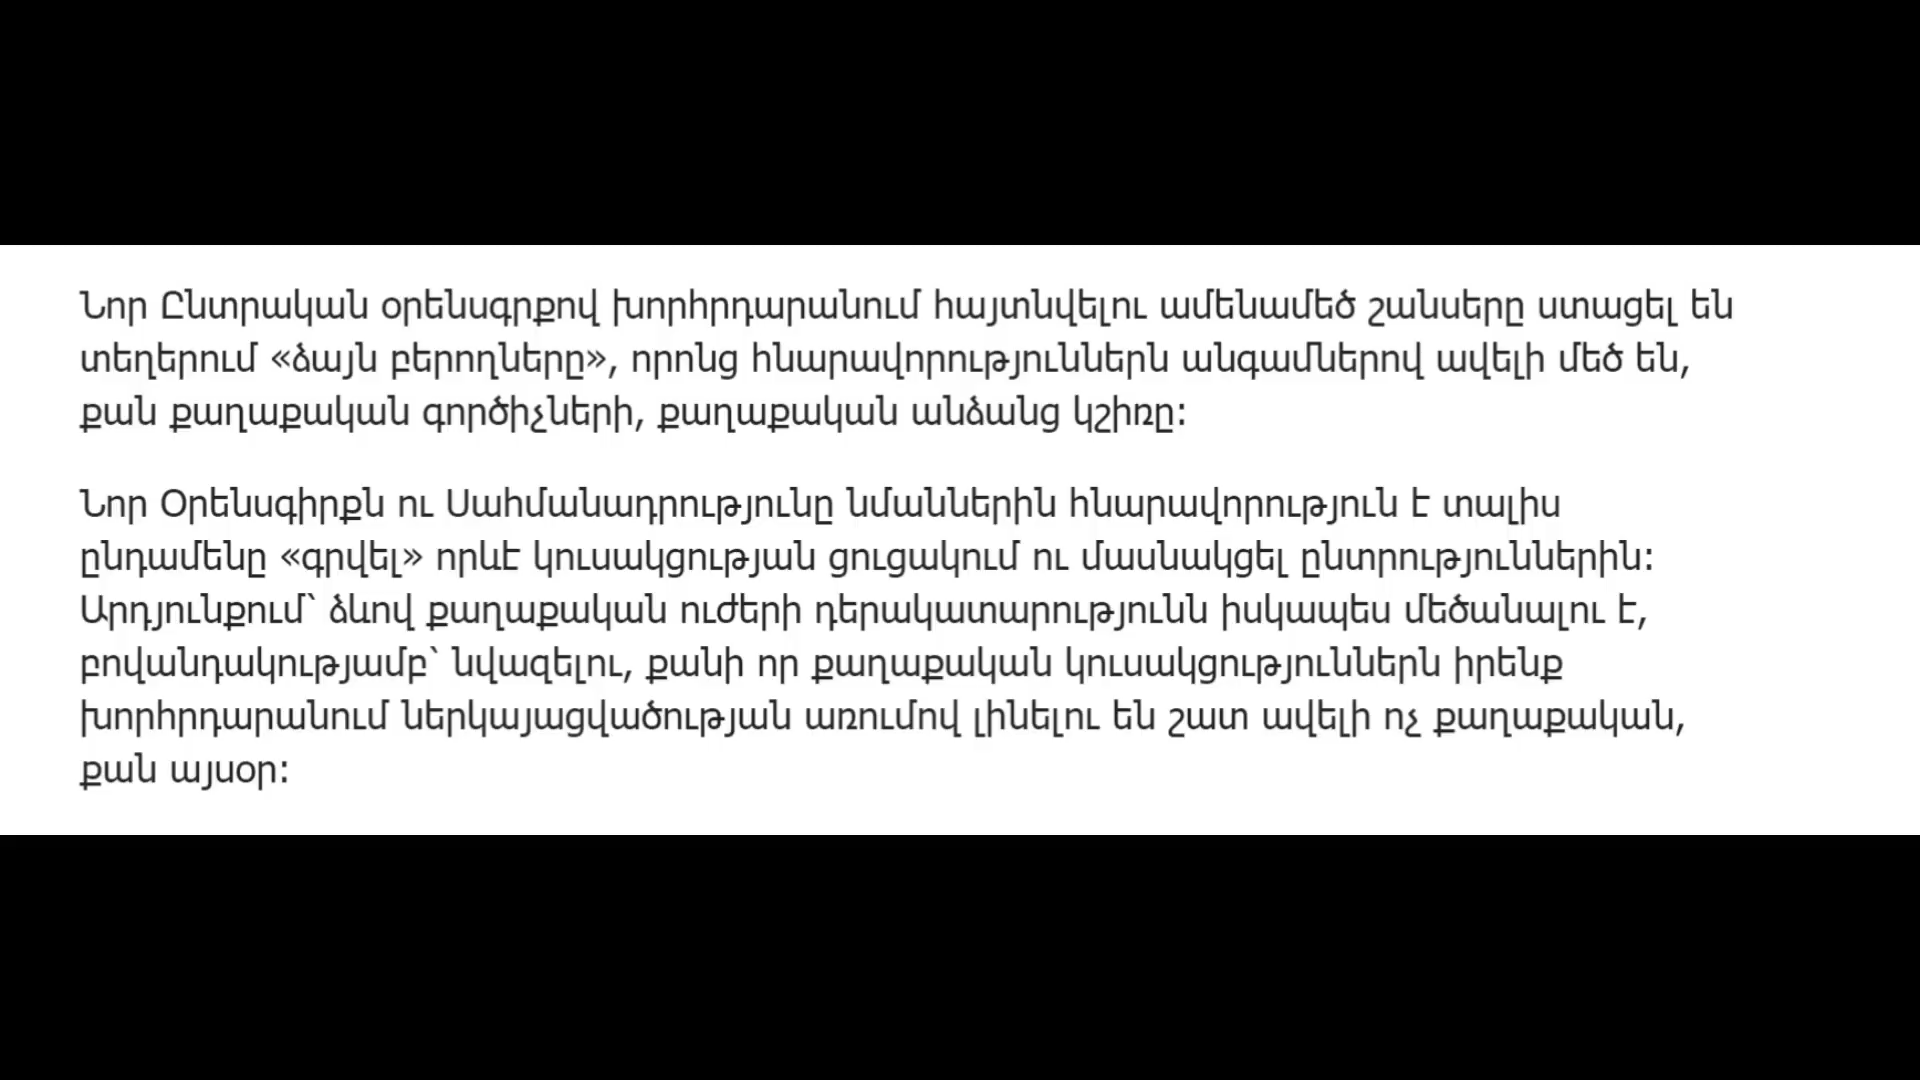 Նոր Ընտրական օրենսգրքով խորհրդարանում հայտնվելու ամենամեծ շանսերը ստացել են
տեղերում «ձայն բերողները», որոնց հնարավորություններն անգամներով ավելի մեծ են,
քան քաղաքական գործիչների, քաղաքական անձանց կշիռը:
Նոր Օրենսգիրքն ու Սահմանադրությունը նմաններին հնարավորություն է տալիս
ընդամենը «գրվել» որևէ կուսակցության ցուցակում ու մասնակցել ընտրություններին:
Արդյունքում՝ ձևով քաղաքական ուժերի դերակատարությունն իսկապես մեծանալու է,
բովանդակությամբ՝ նվազելու, քանի որ քաղաքական կուսակցություններն իրենք
խորհրդարանում ներկայացվածության առումով լինելու են շատ ավելի ոչ քաղաքական,
քան այսօր: